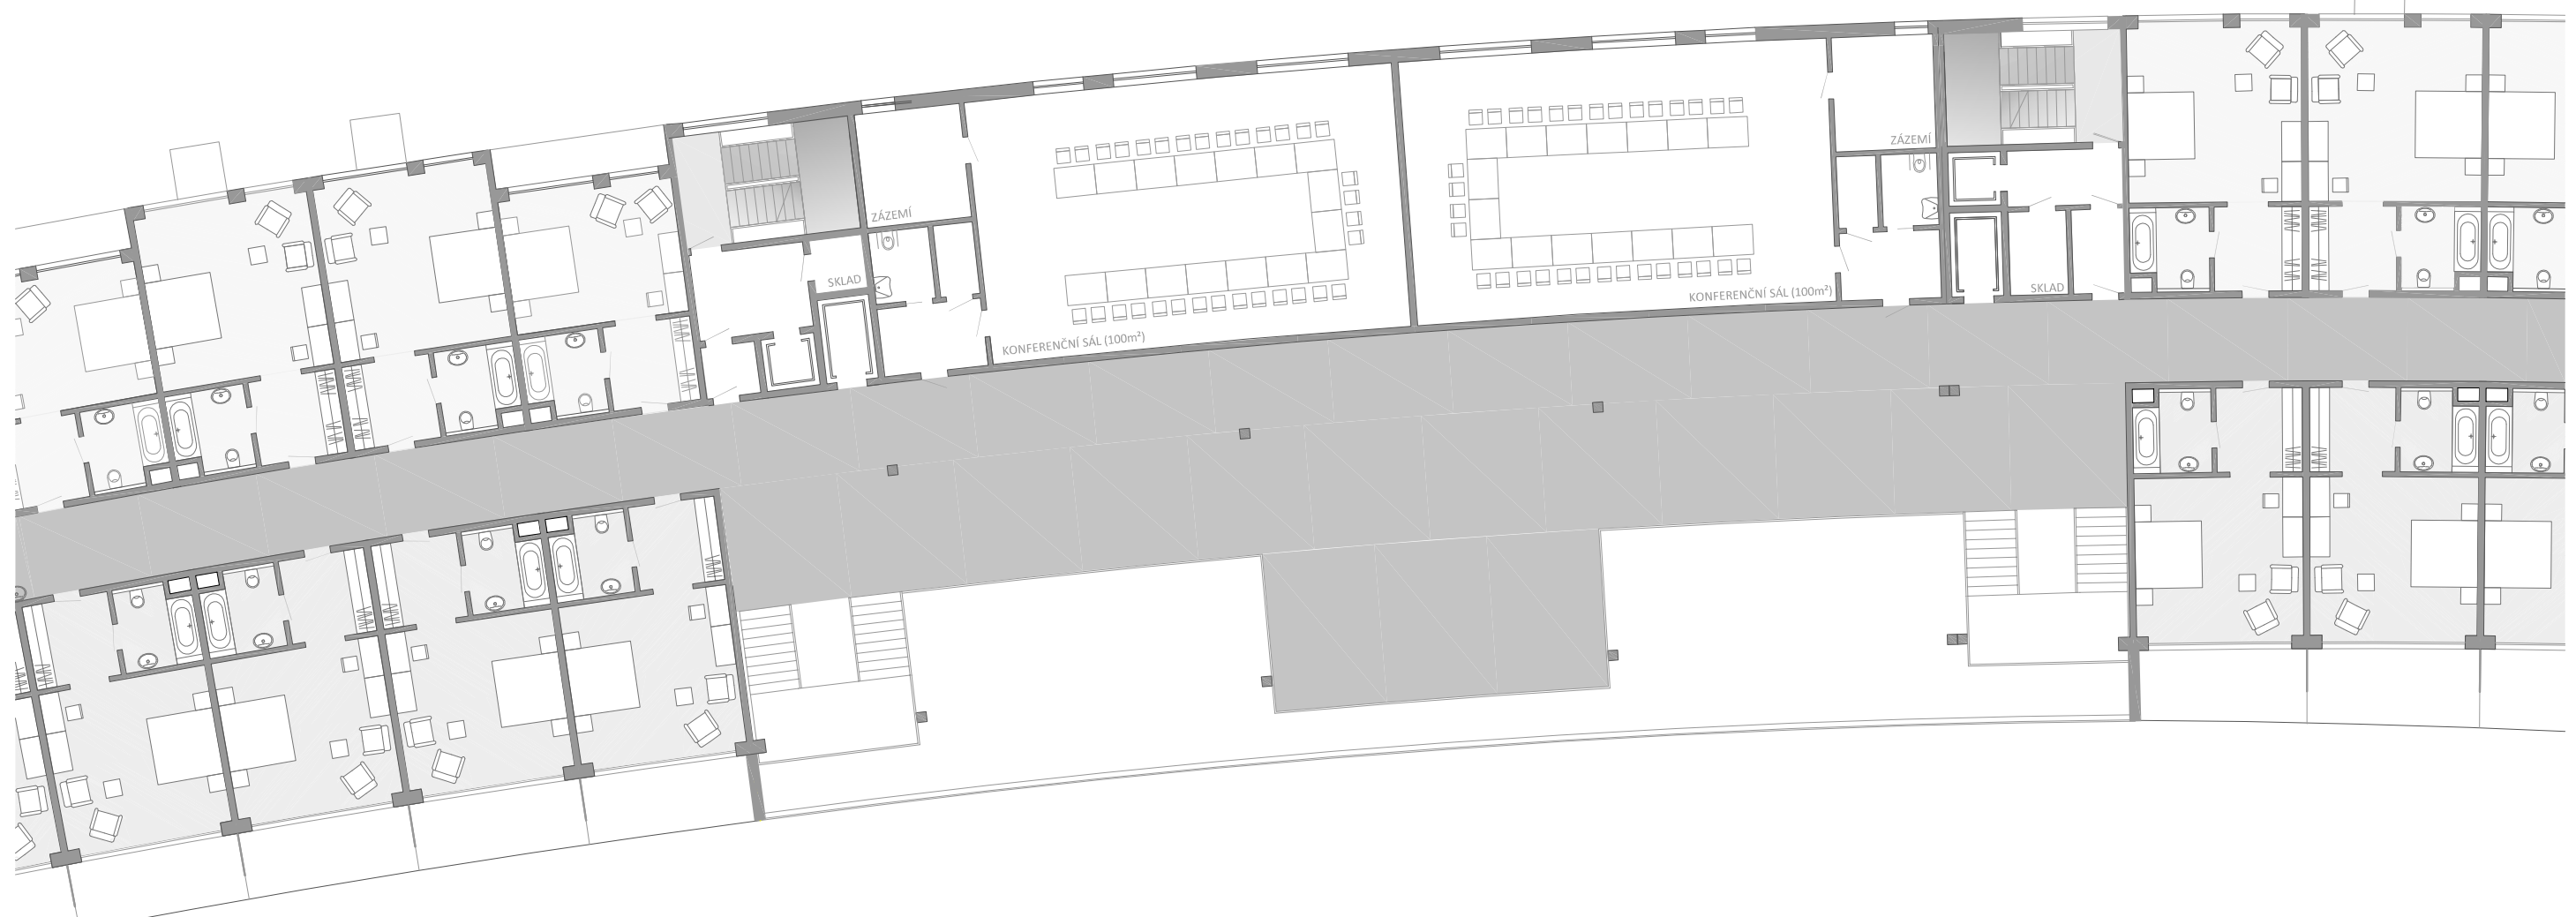 ZÁZEMÍ
SKLAD
KONFERENČNÍ SÁL (100m²)
KONFERENČNÍ SÁL (100m²)
ZÁZEMÍ
SKLAD